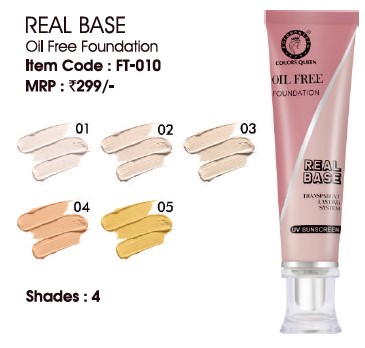 REAL BASE
Oil Free Foundation
Item Code : FT-010
MRP : ₹299/-
01
02
03
04
05
Shades : 4
COLORS QUEEN
OIL FREE
FOUNDATION
REAL
BASE
TRANSPARENT
LASTING
SYSTEM
UV SUNSCREEN